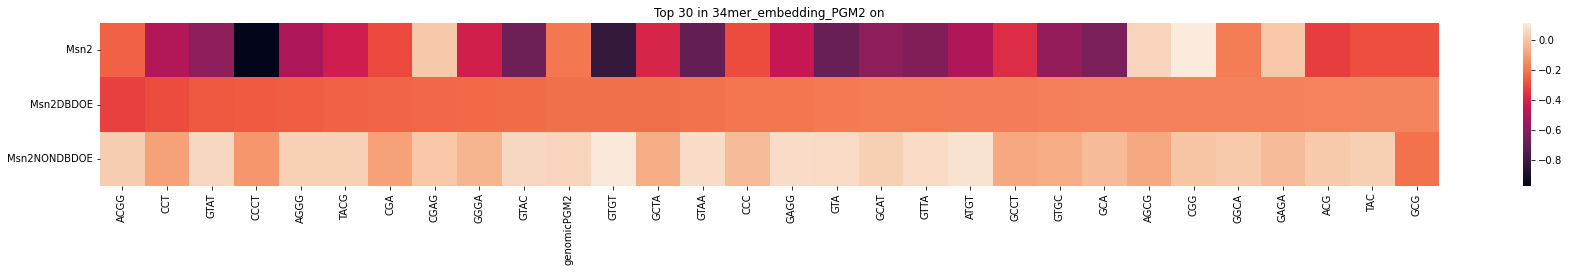 Top 30 in 34mer_embedding_PGM2 on
Msn2
Msn2DBDOE
Msn2NONDBDOE
ACGG CCT GTAT CCCT AGGG TACG CGA CGAG GGGA GTAC genomicPGM2 GTGT GCTA GTAA CCC GAGG GTA GCAT GTTA ATGT GCCT GTGC GCA AGCG CGG GGCA GAGA ACG TAC GCG
0.0
−0.2
−0.4
−0.6
−0.8